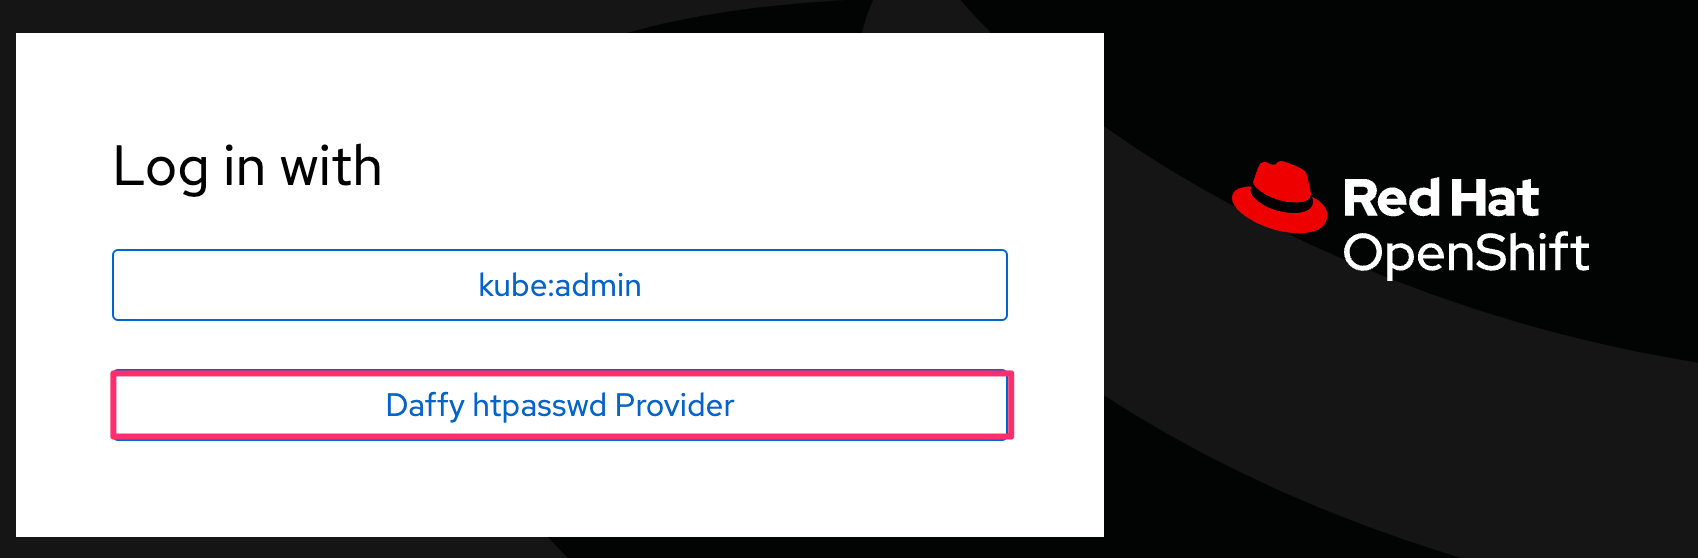 Log in with
kube:admin
Daffy htpasswd Provider
Red Hat
OpenShift